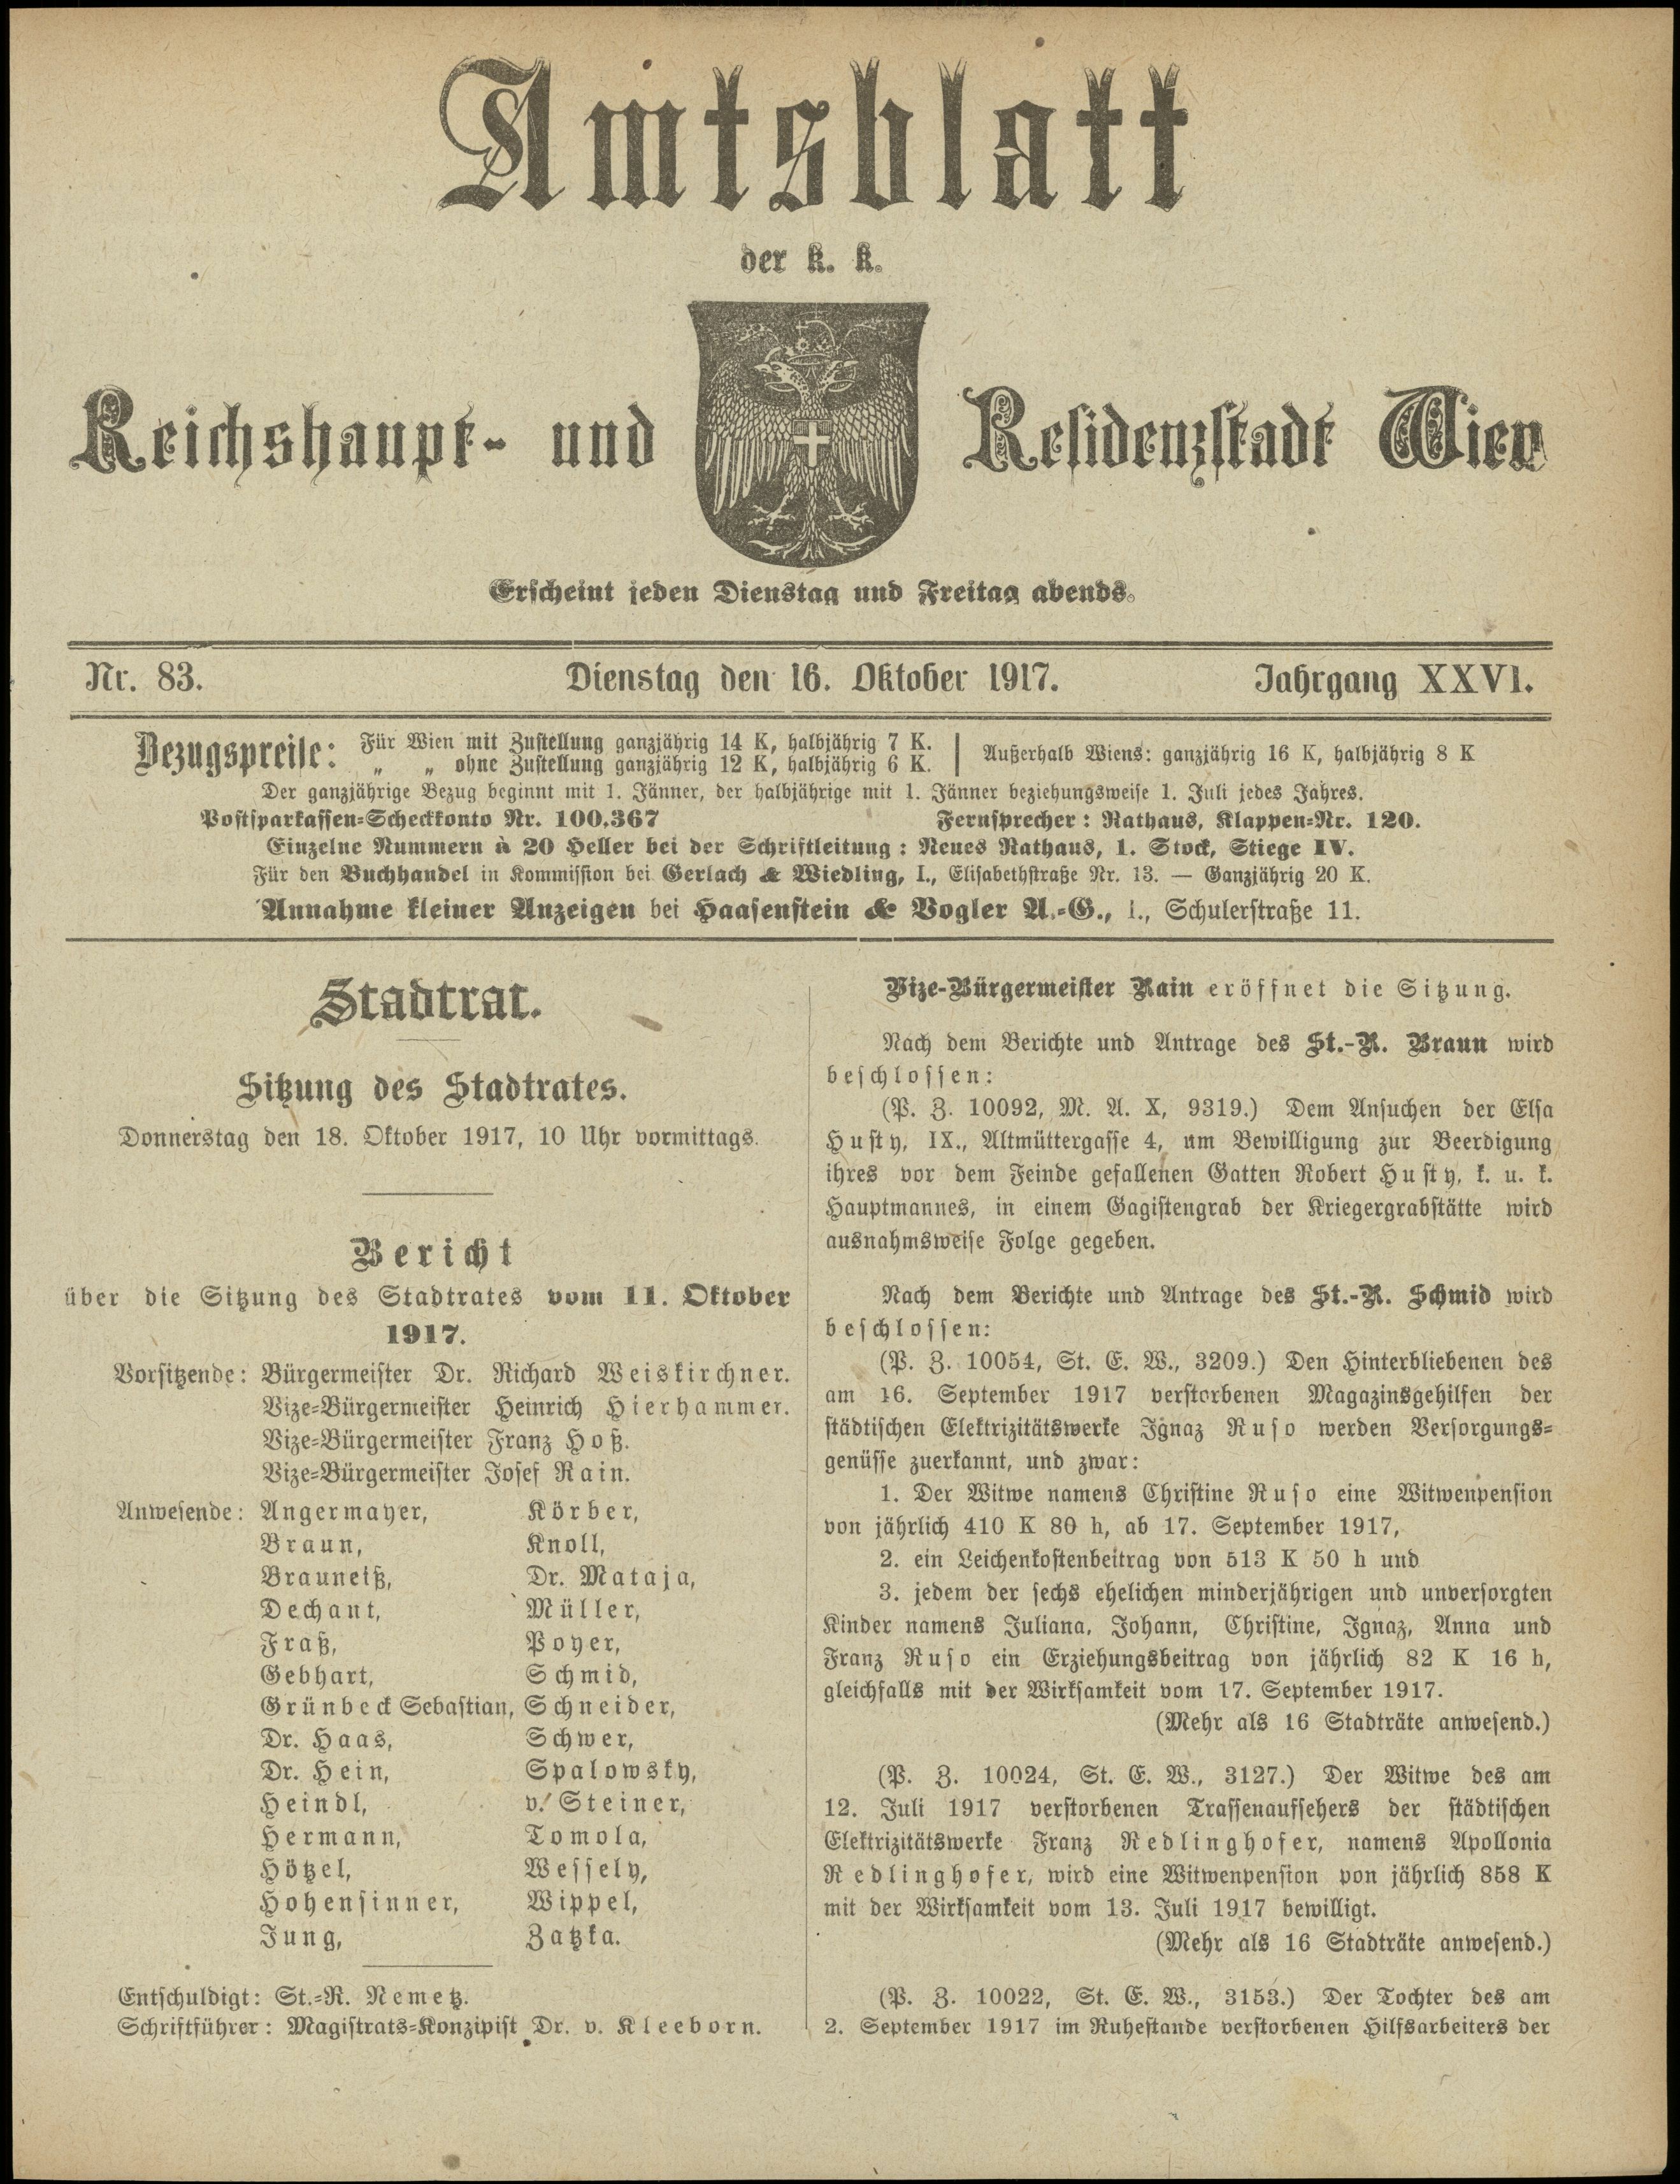 Amtsblatt
der k. k.
Reichshaupt- und Residenzstadt Wien
Erscheint jeden Dienstag und Freitag abends.
Nr. 83. Dienstag den 16. Oktober 1917. Jahrgang XXVI.
Bezugspreise: Für Wien mit Zustellung ganzjährig 14 K, halbjährig 7 K.
„ „ ohne Zustellung ganzjährig 12 K, halbjährig 6 K.
Außerhalb Wiens: ganzjährig 16 K, halbjährig 8 K
Der ganzjährige Bezug beginnt mit 1. Jänner, der halbjährige mit 1. Jänner beziehungsweise 1. Juli jedes Jahres.
Postsparkassen-Scheckkonto Nr. 100.367 Fernsprecher: Rathaus, Klappen-Nr. 120.
Einzelne Nummern à 20 Heller bei der Schriftleitung: Neues Rathaus, 1. Stock, Stiege IV.
Für den Buchhandel in Kommission bei Gerlach & Wiedling, I., Elisabethstraße Nr. 13. — Ganzjährig 20 K.
Annahme kleiner Anzeigen bei Haasenstein & Vogler A.-G., I., Schulerstraße 11.
Stadtrat.
Sitzung des Stadtrates.
Donnerstag den 18. Oktober 1917, 10 Uhr vormittags.
Bericht
über die Sitzung des Stadtrates vom 11. Oktober
1917.
Vorsitzende: Bürgermeister Dr. Richard Weiskirchner.
Vize-Bürgermeister Heinrich Hierhammer.
Vize-Bürgermeister Franz Hoß.
Vize-Bürgermeister Josef Rain.
Anwesende: Angermayer, Körber,
Braun, Knoll,
Brauneiß, Dr. Mataja,
Dechant, Müller,
Fraß, Poyer,
Gebhart, Schmid,
Grünbeck Sebastian, Schneider,
Dr. Haas, Schwer,
Dr. Hein, Spalowsky,
Heindl, v. Steiner,
Hermann, Tomola,
Hötzel, Wessely,
Hohensinner, Wippel,
Jung, Zatzka.
Entschuldigt: St.-R. Nemetz.
Schriftführer: Magistrats-Konzipist Dr. v. Kleeborn.
Vize-Bürgermeister Rain eröffnet die Sitzung.
Nach dem Berichte und Antrage des St.-R. Braun wird
beschlossen:
(P. Z. 10092, M. A. X, 9319.) Dem Ansuchen der Elsa
Husty, IX., Altmüttergasse 4, um Bewilligung zur Beerdigung
ihres vor dem Feinde gefallenen Gatten Robert Husty, k. u. k.
Hauptmannes, in einem Gagistengrab der Kriegergrabstätte wird
ausnahmsweise Folge gegeben.
Nach dem Berichte und Antrage des St.-R. Schmid wird
beschlossen:
(P. Z. 10054, St. E. W., 3209.) Den Hinterbliebenen des
am 16. September 1917 verstorbenen Magazinsgehilfen der
städtischen Elektrizitätswerke Ignaz Ruso werden Versorgungs-
genüsse zuerkannt, und zwar:
1. Der Witwe namens Christine Ruso eine Witwenpension
von jährlich 410 K 80 h, ab 17. September 1917,
2. ein Leichenkostenbeitrag von 513 K 50 h und
3. jedem der sechs ehelichen minderjährigen und unversorgten
Kinder namens Juliana, Johann, Christine, Ignaz, Anna und
Franz Ruso ein Erziehungsbeitrag von jährlich 82 K 16 h,
gleichfalls mit der Wirksamkeit vom 17. September 1917.
(Mehr als 16 Stadträte anwesend.)
(P. Z. 10024, St. E. W., 3127.) Der Witwe des am
12. Juli 1917 verstorbenen Trassenaufsehers der städtischen
Elektrizitätswerke Franz Redlinghofer, namens Apollonia
Redlinghofer, wird eine Witwenpension von jährlich 858 K
mit der Wirksamkeit vom 13. Juli 1917 bewilligt.
(Mehr als 16 Stadträte anwesend.)
(P. Z. 10022, St. E. W., 3153.) Der Tochter des am
2. September 1917 im Ruhestande verstorbenen Hilfsarbeiters der